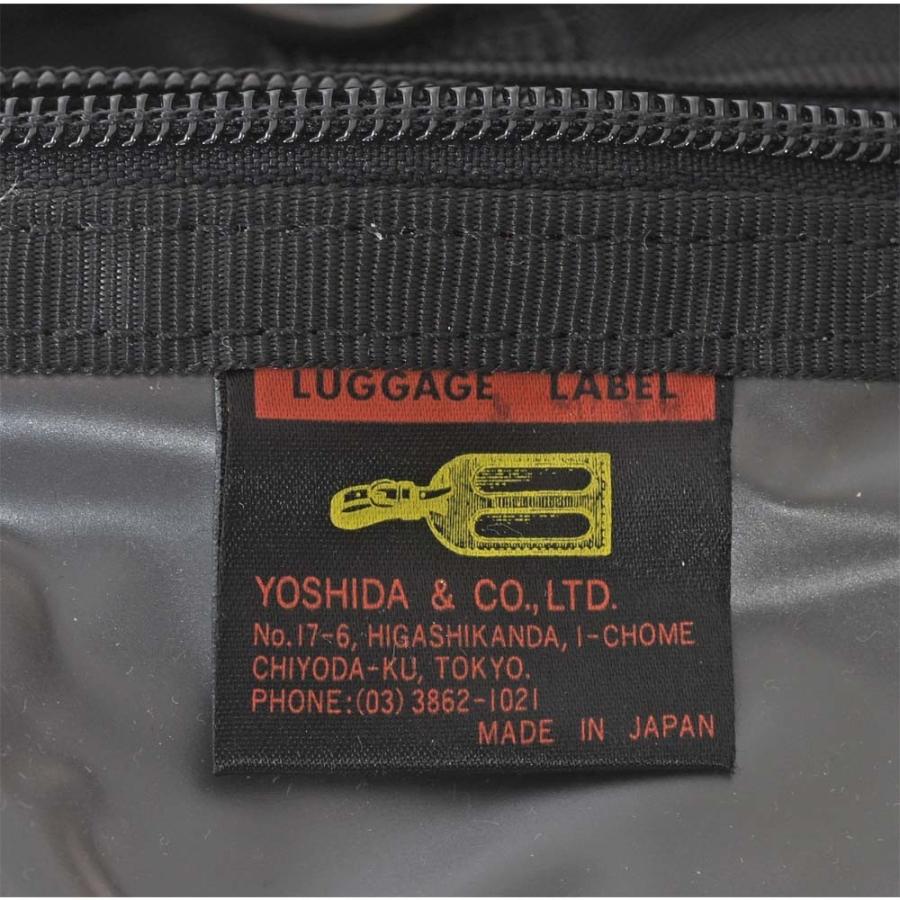 LUGGAGE LABEL
YOSHIDA & CO., LTD.
No. 17-6, HIGASHIKANDA, 1-CHOME
CHIYODA-KU, TOKYO.
PHONE: (03) 3862-1021
MADE IN JAPAN